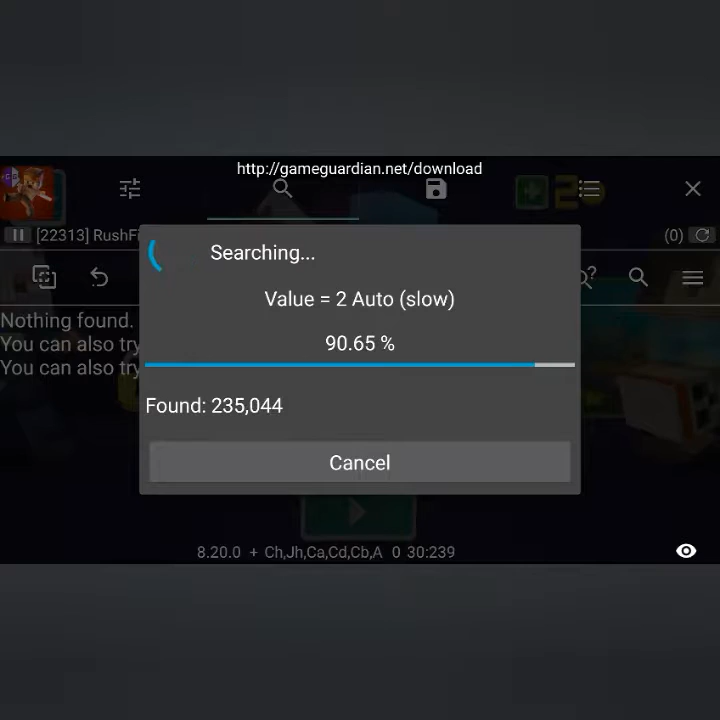 http://gameguardian.net/download
2
[22313] RushFi
(0)
Searching...
Value = 2 Auto (slow)
Nothing found.
You can also try
90.65 %
You can also try
Found: 235,044
Cancel
8.20.0 + Ch,Jh,Ca,Cd,Cb,A 0 30:239